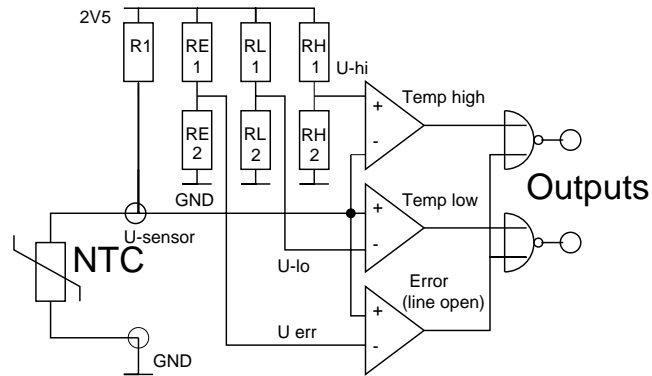 2V5
R1
RE
1
RL
1
RH
1
U-hi
Temp high
+
-
RE
2
RL
2
RH
2
GND
Outputs
Temp low
+
-
U-sensor
NTC
U-lo
Error
(line open)
+
-
U err
GND